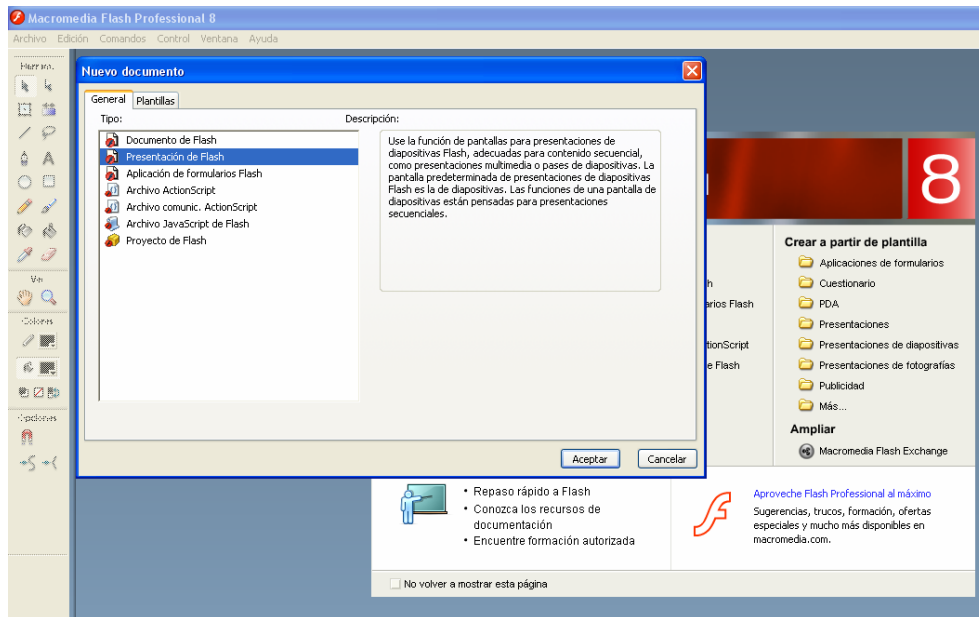 Macromedia Flash Professional 8
Archivo Edición Comandos Control Ventana Ayuda
Nuevo documento
General Plantillas
Tipo:
Documento de Flash
Presentación de Flash
Aplicación de formularios Flash
Archivo ActionScript
Archivo comunic. ActionScript
Archivo JavaScript de Flash
Proyecto de Flash
Descripción:
Use la función de pantallas para presentaciones de
diapositivas Flash, adecuadas para contenido secuencial,
como presentaciones multimedia o pases de diapositivas. La
pantalla predeterminada de presentaciones de diapositivas
Flash es la de diapositivas. Las funciones de una pantalla de
diapositivas están pensadas para presentaciones
secuenciales.
Aceptar Cancelar
Ver
Colores
Opciones
8
h
arios Flash
tionScript
e Flash
Crear a partir de plantilla
Aplicaciones de formularios
Cuestionario
PDA
Presentaciones
Presentaciones de diapositivas
Presentaciones de fotografías
Publicidad
Más...
Ampliar
Macromedia Flash Exchange
• Repaso rápido a Flash
• Conozca los recursos de
documentación
• Encuentre formación autorizada
Aproveche Flash Professional al máximo
Sugerencias, trucos, formación, ofertas
especiales y mucho más disponibles en
macromedia.com.
No volver a mostrar esta página